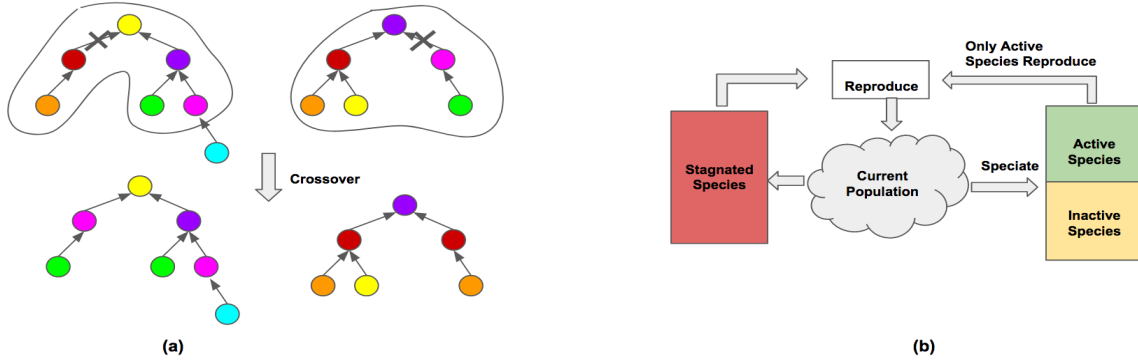 Crossover
(a)
Only Active
Species Reproduce
Reproduce
Stagnated
Species
Current
Population
Speciate
Active
Species
Inactive
Species
(b)